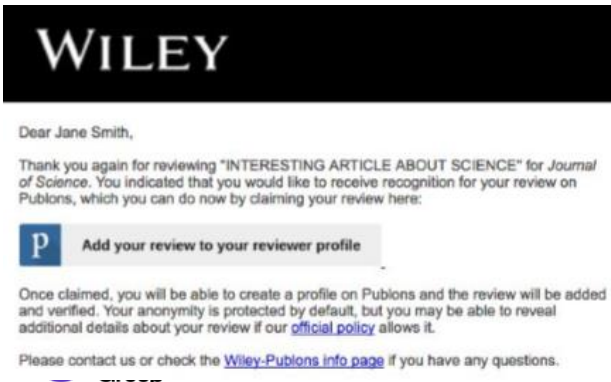 WILEY
Dear Jane Smith,
Thank you again for reviewing "INTERESTING ARTICLE ABOUT SCIENCE" for Journal
of Science. You indicated that you would like to receive recognition for your review on
Publons, which you can do now by claiming your review here:
p Add your review to your reviewer profile
Once claimed, you will be able to create a profile on Publons and the review will be added
and verified. Your anonymity is protected by default, but you may be able to reveal
additional details about your review if our official policy allows it.
Please contact us or check the Wiley-Publons info page if you have any questions.